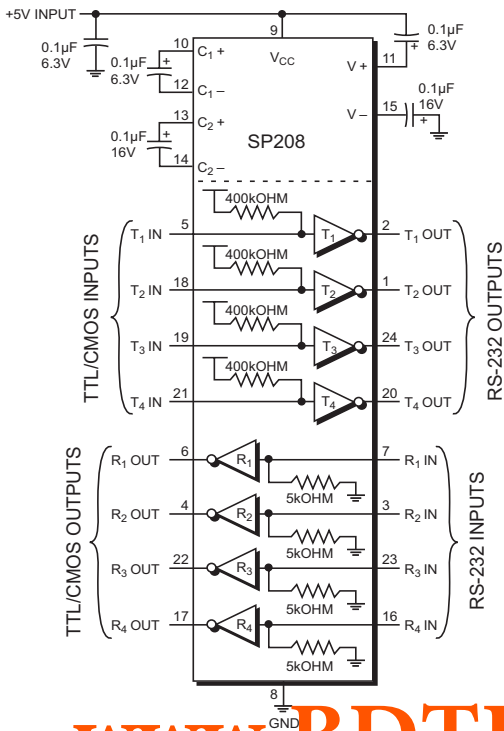 +5V INPUT
0.1µF
6.3V
9
V_CC
0.1µF
6.3V
10
C₁ +
0.1µF
6.3V
12
C₁ –
V +
11
13
C₂ +
0.1µF
16V
14
C₂ –
V –
15
0.1µF
16V
+
+
+
+
SP208
400kOHM
5
T₁ IN
T₁
2
T₁ OUT
400kOHM
18
T₂ IN
T₂
1
T₂ OUT
400kOHM
19
T₃ IN
T₃
24
T₃ OUT
400kOHM
21
T₄ IN
T₄
20
T₄ OUT
TTL/CMOS INPUTS
RS-232 OUTPUTS
6
R₁ OUT
R₁
7
R₁ IN
5kOHM
4
R₂ OUT
R₂
3
R₂ IN
5kOHM
22
R₃ OUT
R₃
23
R₃ IN
5kOHM
17
R₄ OUT
R₄
16
R₄ IN
5kOHM
TTL/CMOS OUTPUTS
RS-232 INPUTS
8
GND